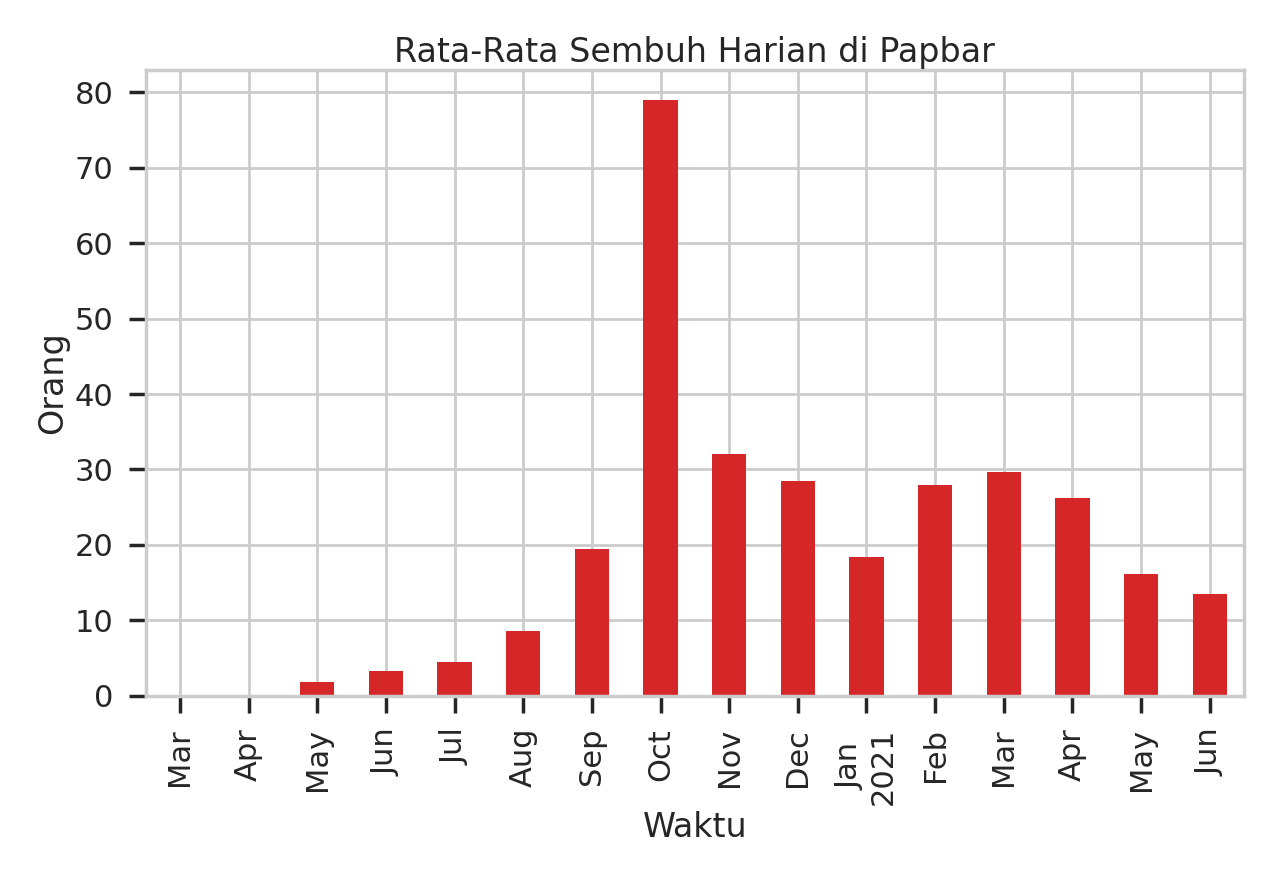 Rata-Rata Sembuh Harian di Papbar
80
70
60
50
40
30
20
10
0
Orang
Mar
Apr
May
Jun
Jul
Aug
Sep
Oct
Nov
Dec
Jan
2021
Feb
Mar
Apr
May
Jun
Waktu